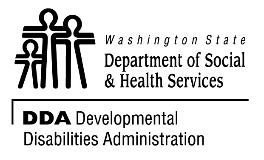 Washington State
Department of Social
& Health Services
DDA Developmental
Disabilities Administration